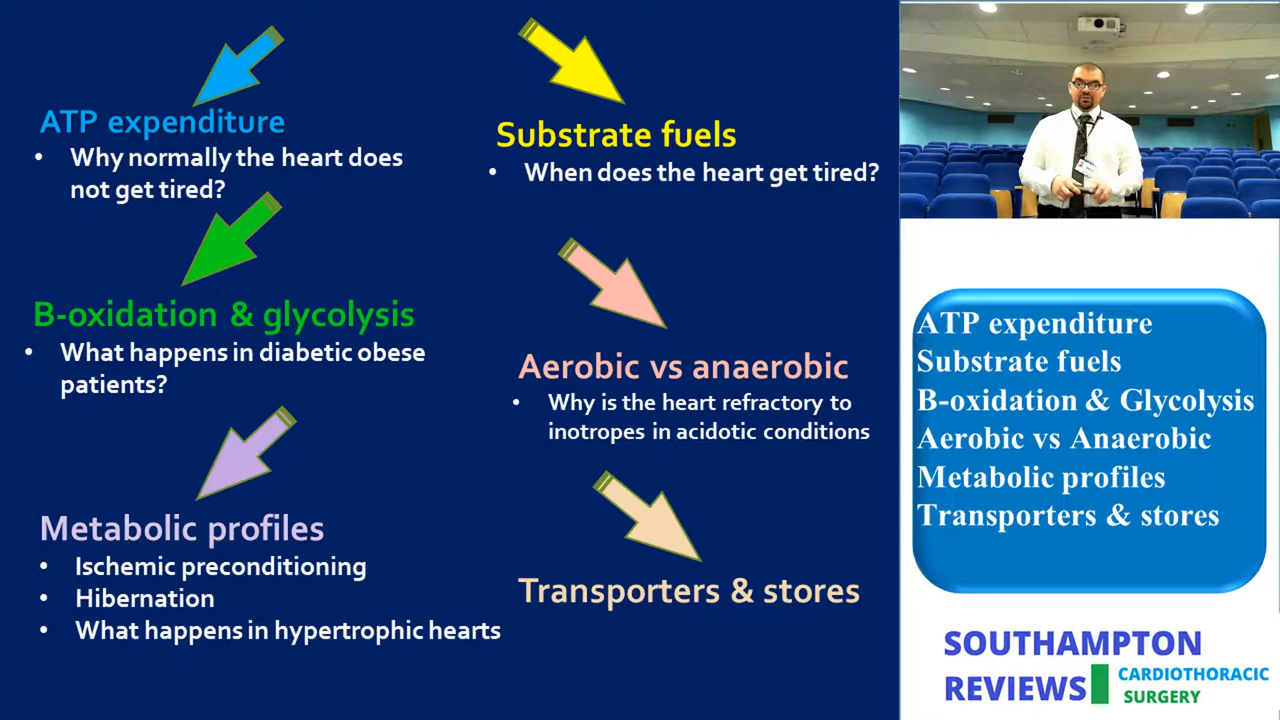 ATP expenditure
• Why normally the heart does
not get tired?
Substrate fuels
• When does the heart get tired?
B-oxidation & glycolysis
• What happens in diabetic obese
patients?
Aerobic vs anaerobic
• Why is the heart refractory to
inotropes in acidotic conditions
Metabolic profiles
• Ischemic preconditioning
• Hibernation
• What happens in hypertrophic hearts
Transporters & stores
ATP expenditure
Substrate fuels
B-oxidation & Glycolysis
Aerobic vs Anaerobic
Metabolic profiles
Transporters & stores
SOUTHAMPTON
REVIEWS
CARDIOTHORACIC
SURGERY